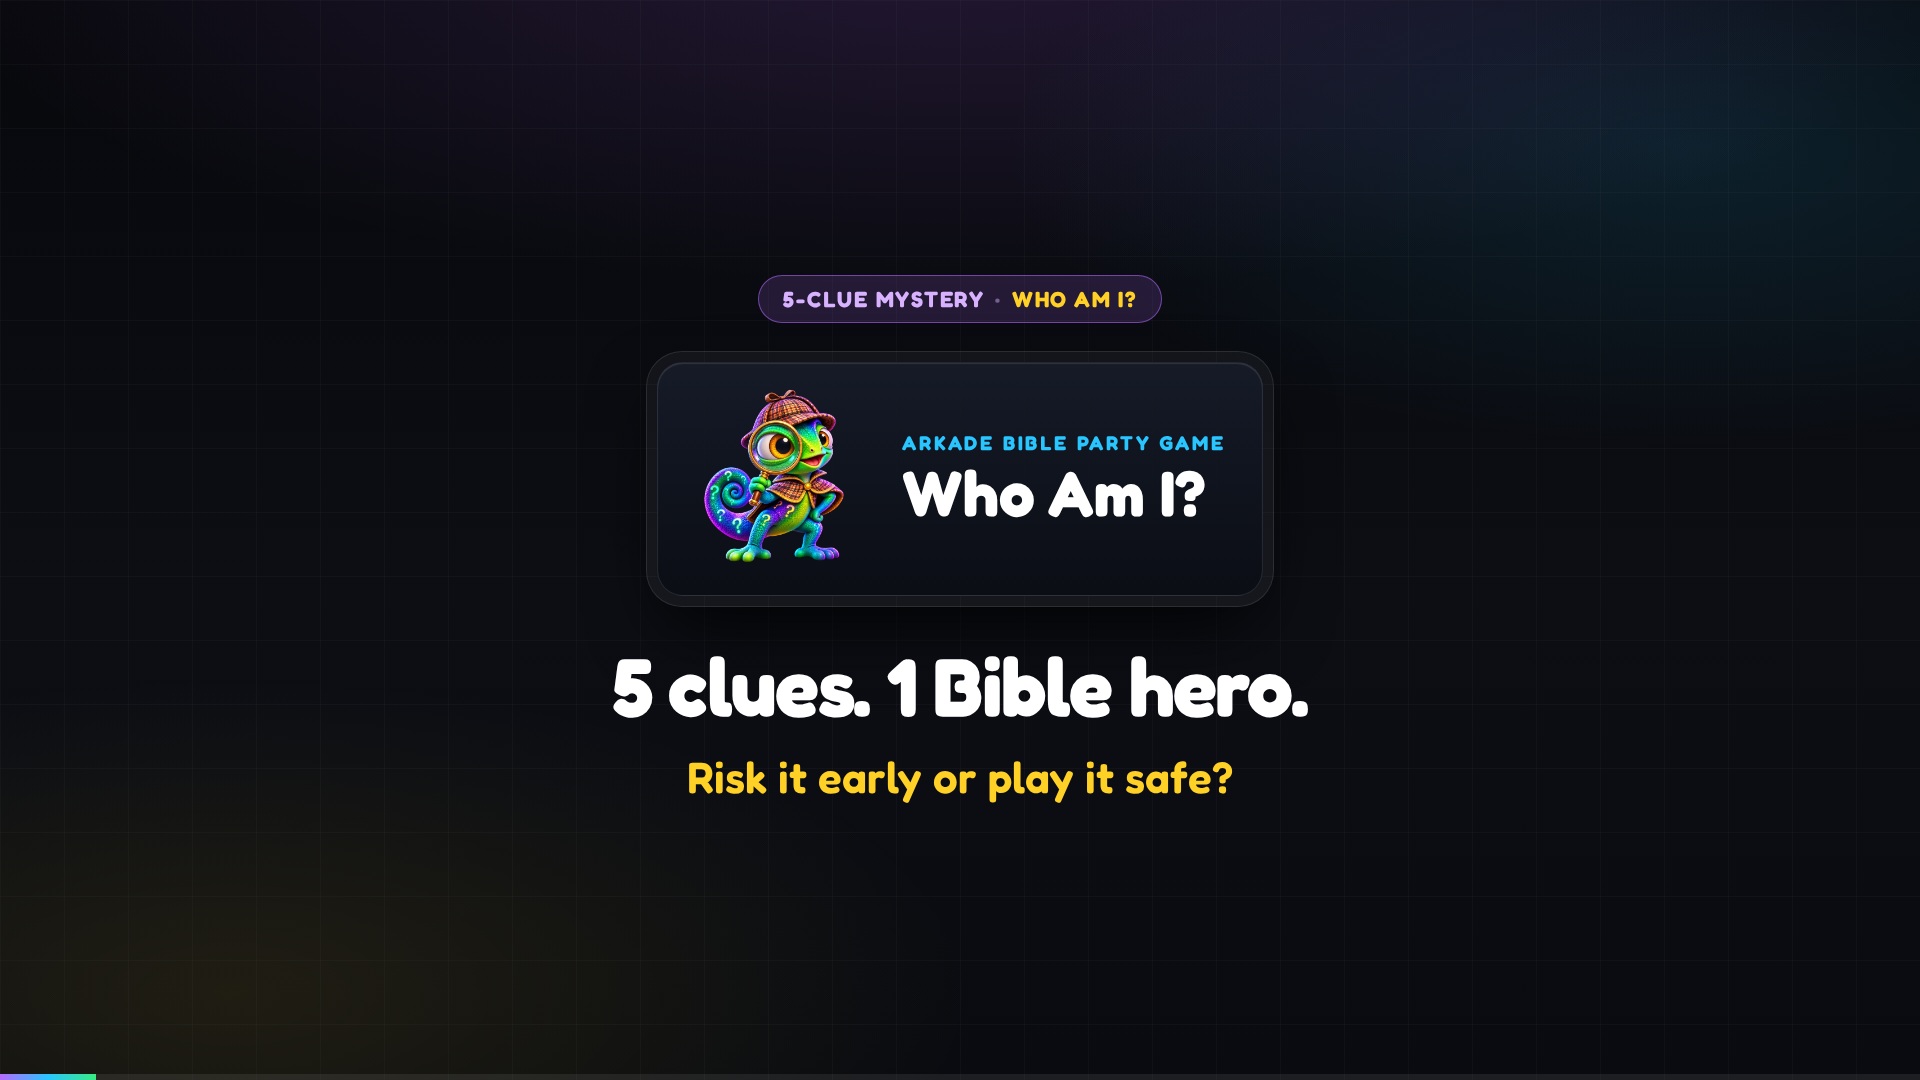 5-CLUE MYSTERY · WHO AM I?
ARKADE BIBLE PARTY GAME
Who Am I?
5 clues. 1 Bible hero.
Risk it early or play it safe?